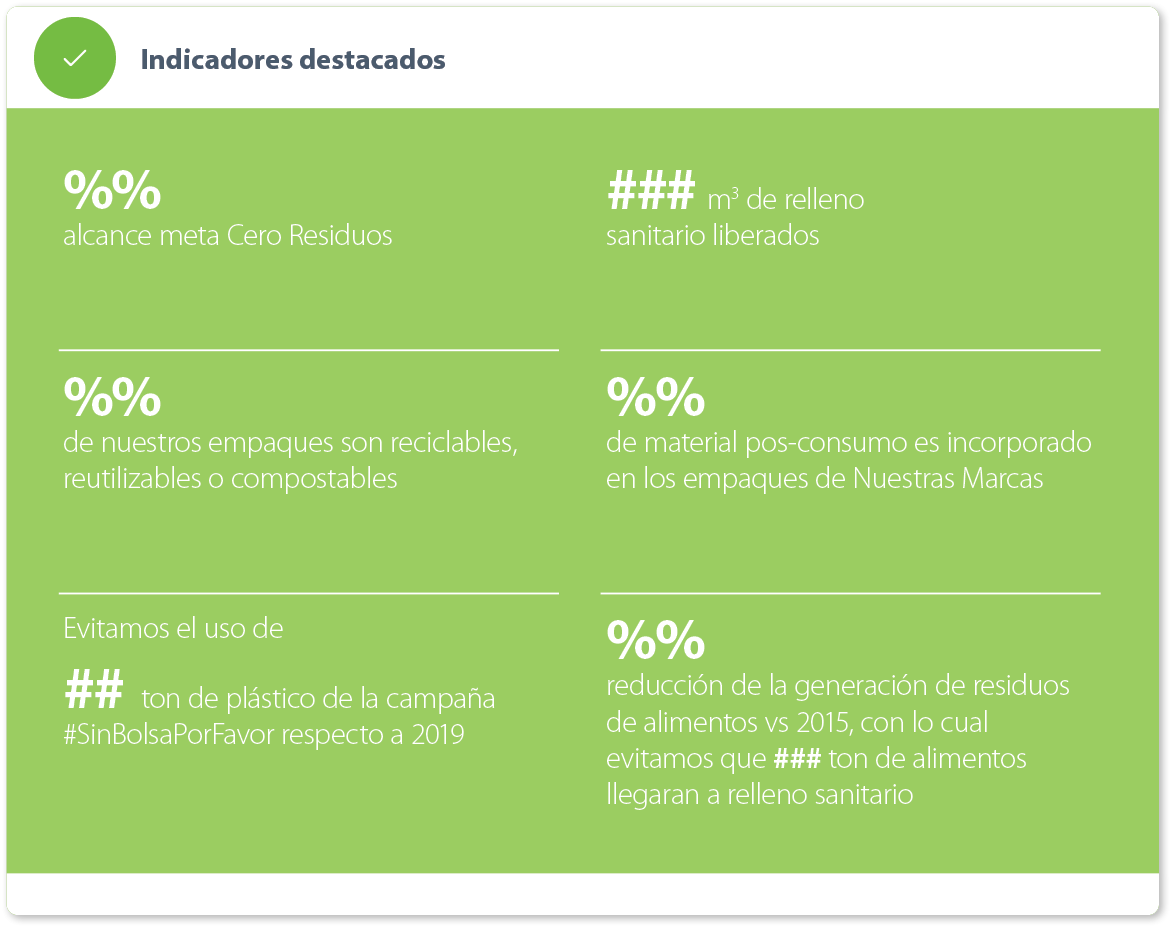 Indicadores destacados
%%
alcance meta Cero Residuos
### m³ de relleno
sanitario liberados
%%
de nuestros empaques son reciclables,
reutilizables o compostables
%%
de material pos-consumo es incorporado
en los empaques de Nuestras Marcas
Evitamos el uso de
## ton de plástico de la campaña
#SinBolsaPorFavor respecto a 2019
%%
reducción de la generación de residuos
de alimentos vs 2015, con lo cual
evitamos que ### ton de alimentos
llegaran a relleno sanitario